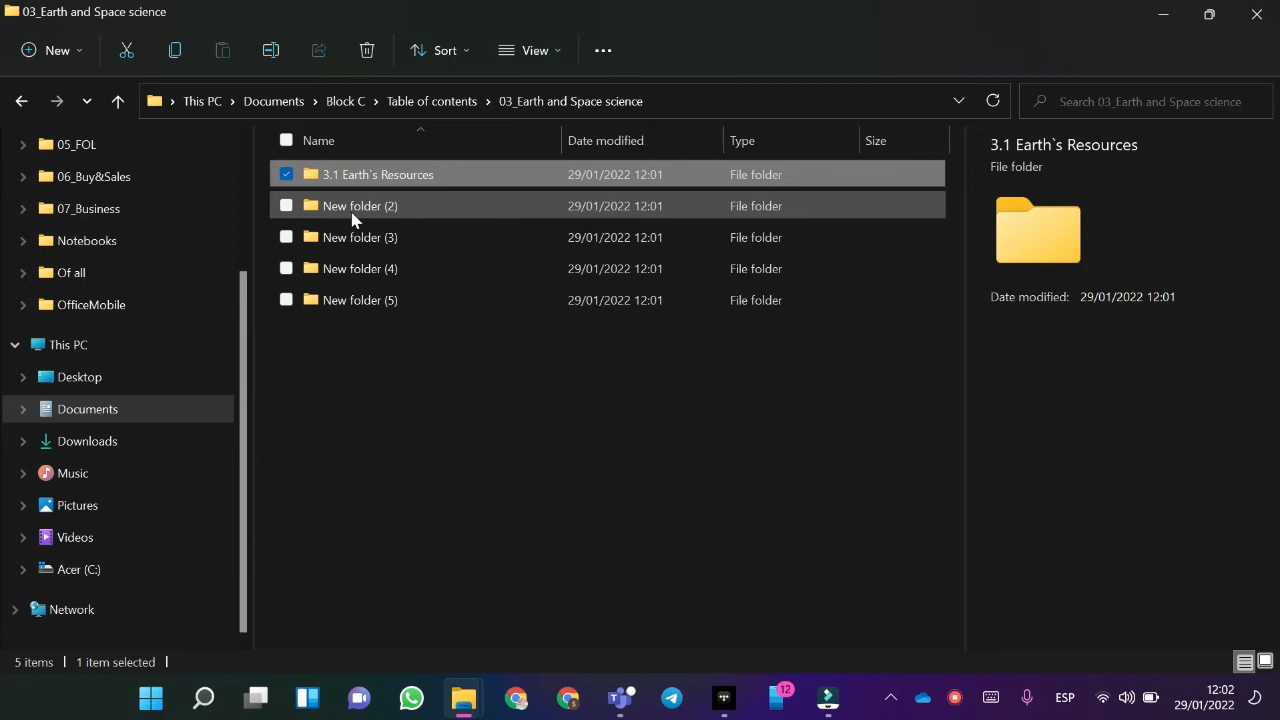 03_Earth and Space science
New
Sort
View
This PC
Documents
Block C
Table of contents
03_Earth and Space science
Search 03_Earth and Space science
05_FOL
06_Buy&Sales
07_Business
Notebooks
Of all
OfficeMobile
This PC
Desktop
Documents
Downloads
Music
Pictures
Videos
Acer (C:)
Network
Name Date modified Type Size
3.1 Earth`s Resources 29/01/2022 12:01 File folder
New folder (2) 29/01/2022 12:01 File folder
New folder (3) 29/01/2022 12:01 File folder
New folder (4) 29/01/2022 12:01 File folder
New folder (5) 29/01/2022 12:01 File folder
3.1 Earth`s Resources
File folder
Date modified: 29/01/2022 12:01
5 items 1 item selected
12
ESP
12:02
29/01/2022